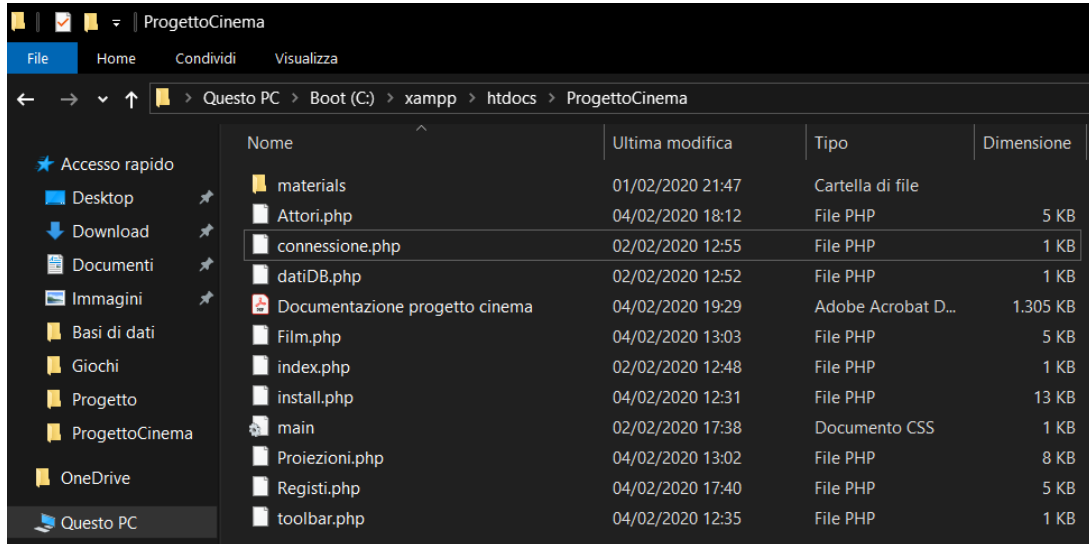 ProgettoCinema
File Home Condividi Visualizza
Questo PC > Boot (C:) > xampp > htdocs > ProgettoCinema
Nome Ultima modifica Tipo Dimensione
Accesso rapido
Desktop
Download
Documenti
Immagini
Basi di dati
Giochi
Progetto
ProgettoCinema
OneDrive
Questo PC
materials 01/02/2020 21:47 Cartella di file
Attori.php 04/02/2020 18:12 File PHP 5 KB
connessione.php 02/02/2020 12:55 File PHP 1 KB
datiDB.php 02/02/2020 12:52 File PHP 1 KB
Documentazione progetto cinema 04/02/2020 19:29 Adobe Acrobat D... 1.305 KB
Film.php 04/02/2020 13:03 File PHP 5 KB
index.php 02/02/2020 12:48 File PHP 1 KB
install.php 04/02/2020 12:31 File PHP 13 KB
main 02/02/2020 17:38 Documento CSS 1 KB
Proiezioni.php 04/02/2020 13:02 File PHP 8 KB
Registi.php 04/02/2020 17:40 File PHP 5 KB
toolbar.php 04/02/2020 12:35 File PHP 1 KB